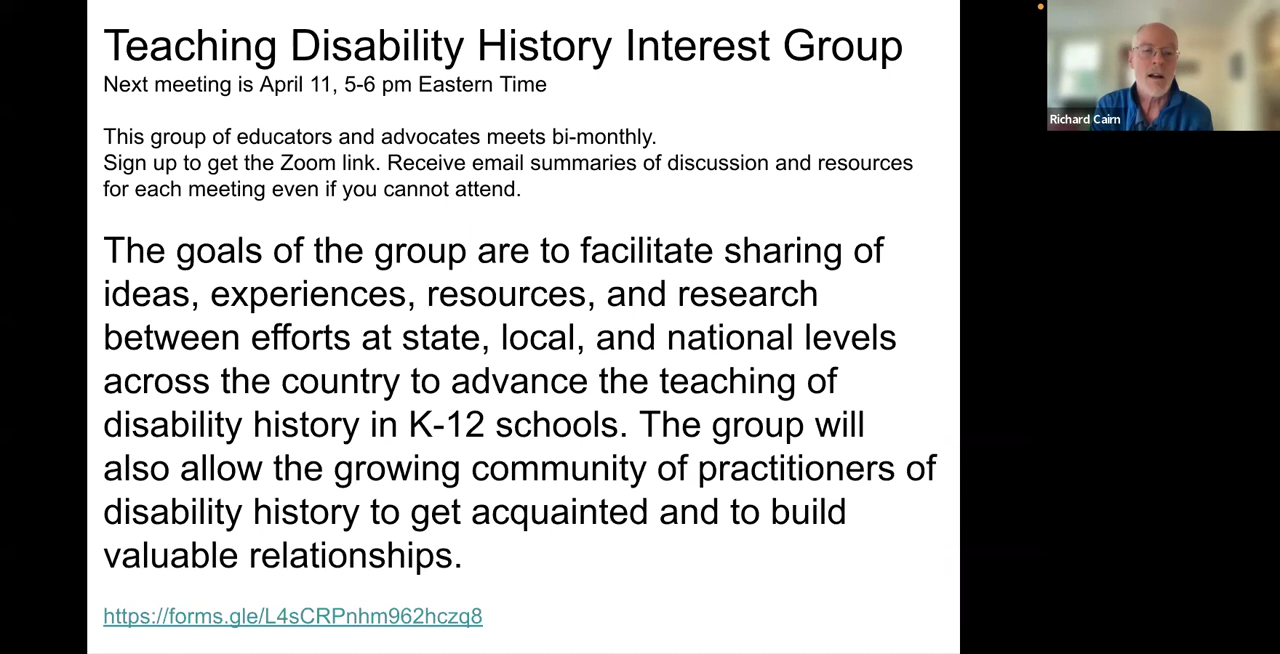 Teaching Disability History Interest Group
Next meeting is April 11, 5-6 pm Eastern Time
This group of educators and advocates meets bi-monthly.
Sign up to get the Zoom link. Receive email summaries of discussion and resources
for each meeting even if you cannot attend.
The goals of the group are to facilitate sharing of
ideas, experiences, resources, and research
between efforts at state, local, and national levels
across the country to advance the teaching of
disability history in K-12 schools. The group will
also allow the growing community of practitioners of
disability history to get acquainted and to build
valuable relationships.
https://forms.gle/L4sCRPnhm962hczq8
Richard Cairn